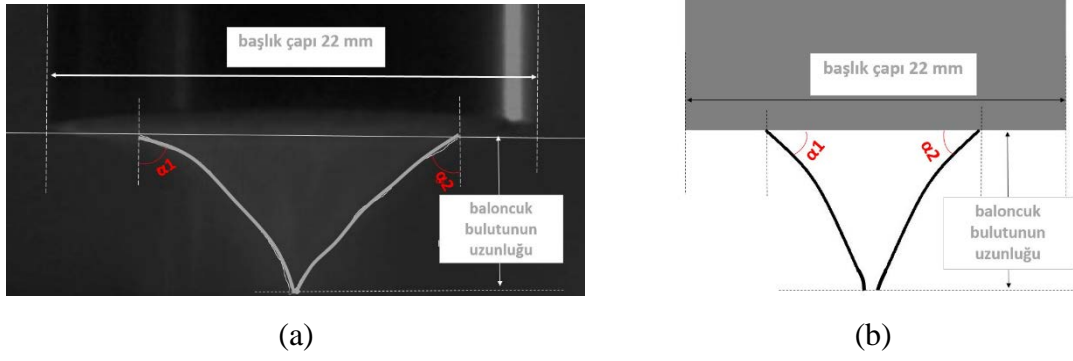 başlık çapı 22 mm
α1
α2
baloncuk
bulutunun
uzunluğu
(a)
başlık çapı 22 mm
α1
α2
baloncuk
bulutunun
uzunluğu
(b)